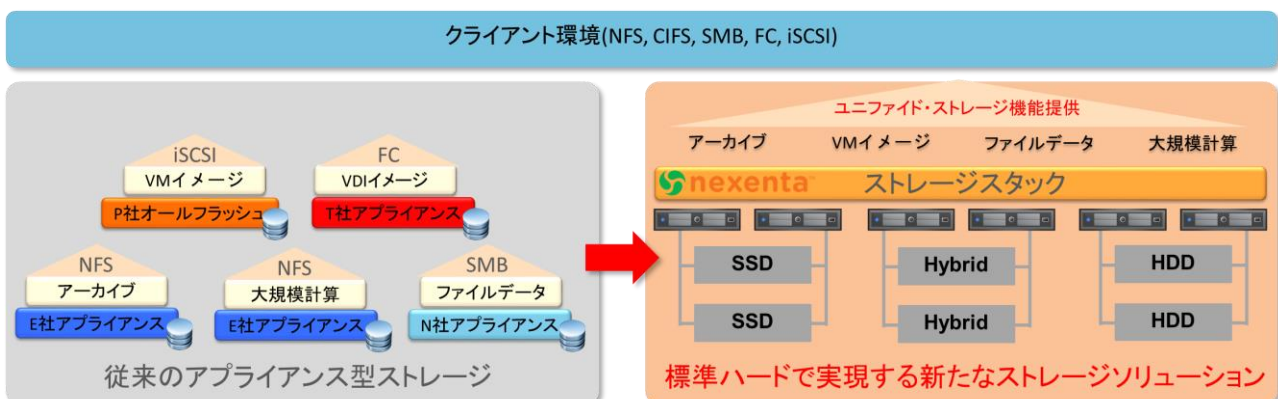 クライアント環境(NFS, CIFS, SMB, FC, iSCSI)
iSCSI
VMイメージ
P社オールフラッシュ
FC
VDIイメージ
T社アプライアンス
NFS
アーカイブ
E社アプライアンス
NFS
大規模計算
E社アプライアンス
SMB
ファイルデータ
N社アプライアンス
従来のアプライアンス型ストレージ
ユニファイド・ストレージ機能提供
アーカイブ VMイメージ ファイルデータ 大規模計算
nexenta ストレージスタック
SSD Hybrid HDD
SSD Hybrid HDD
標準ハードで実現する新たなストレージソリューション